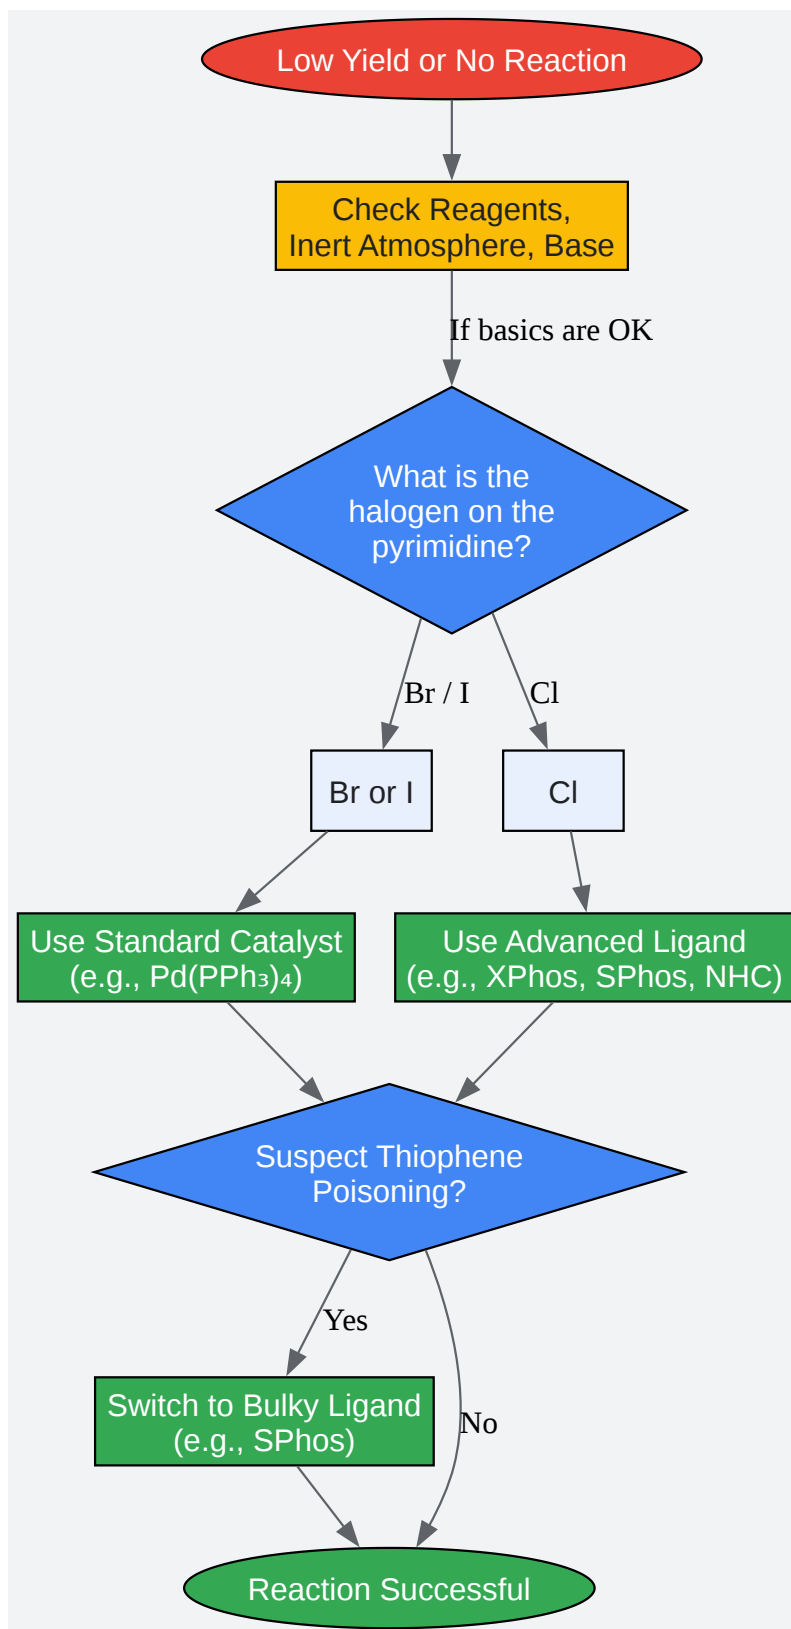 Low Yield or No Reaction
Check Reagents,
Inert Atmosphere, Base
If basics are OK
What is the
halogen on the
pyrimidine?
Br / I
Cl
Br or I
Cl
Use Standard Catalyst
(e.g., Pd(PPh₃)₄)
Use Advanced Ligand
(e.g., XPhos, SPhos, NHC)
Suspect Thiophene
Poisoning?
Yes
Switch to Bulky Ligand
(e.g., SPhos)
No
Reaction Successful